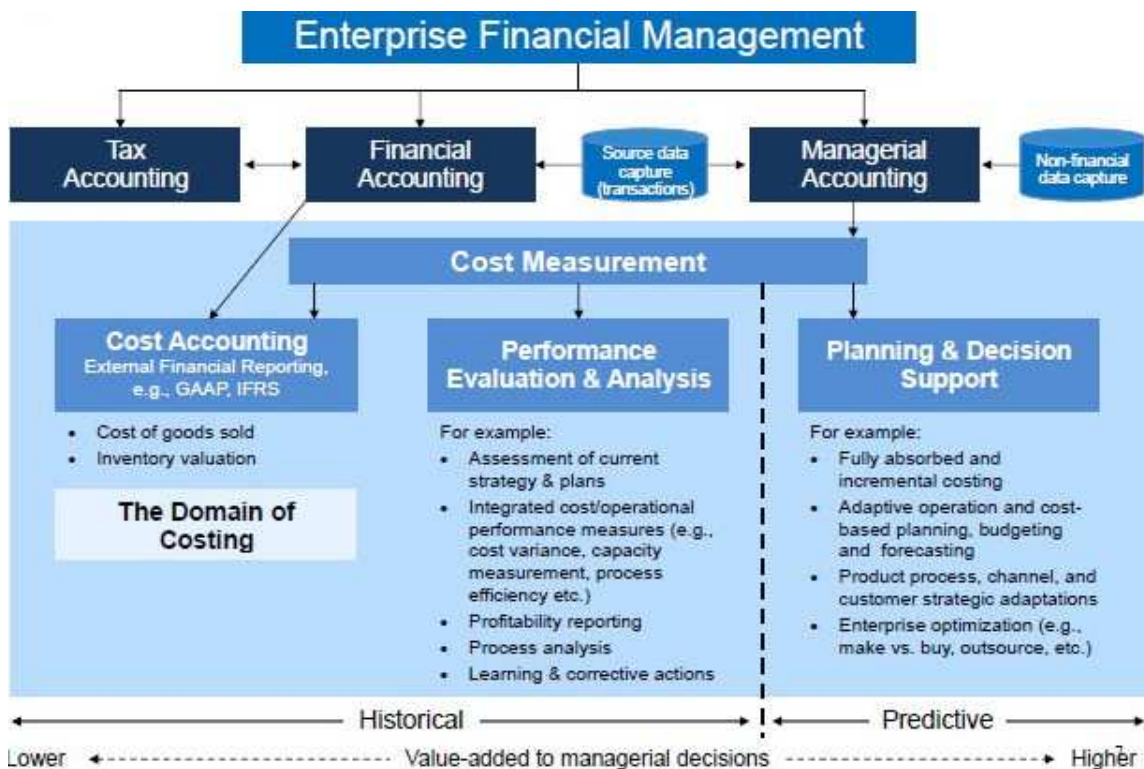 Enterprise Financial Management
Tax
Accounting
Financial
Accounting
Source data
capture
(transactions)
Managerial
Accounting
Non-financial
data capture
Cost Measurement
Cost Accounting
External Financial Reporting,
e.g., GAAP, IFRS
• Cost of goods sold
• Inventory valuation
The Domain of
Costing
Performance
Evaluation & Analysis
For example:
• Assessment of current
strategy & plans
• Integrated cost/operational
performance measures (e.g.,
cost variance, capacity
measurement, process
efficiency etc.)
• Profitability reporting
• Process analysis
• Learning & corrective actions
Planning & Decision
Support
For example:
• Fully absorbed and
incremental costing
• Adaptive operation and cost-
based planning, budgeting
and forecasting
• Product process, channel, and
customer strategic adaptations
• Enterprise optimization (e.g.,
make vs. buy, outsource, etc.)
Historical
Predictive
Lower
Value-added to managerial decisions
Higher
7